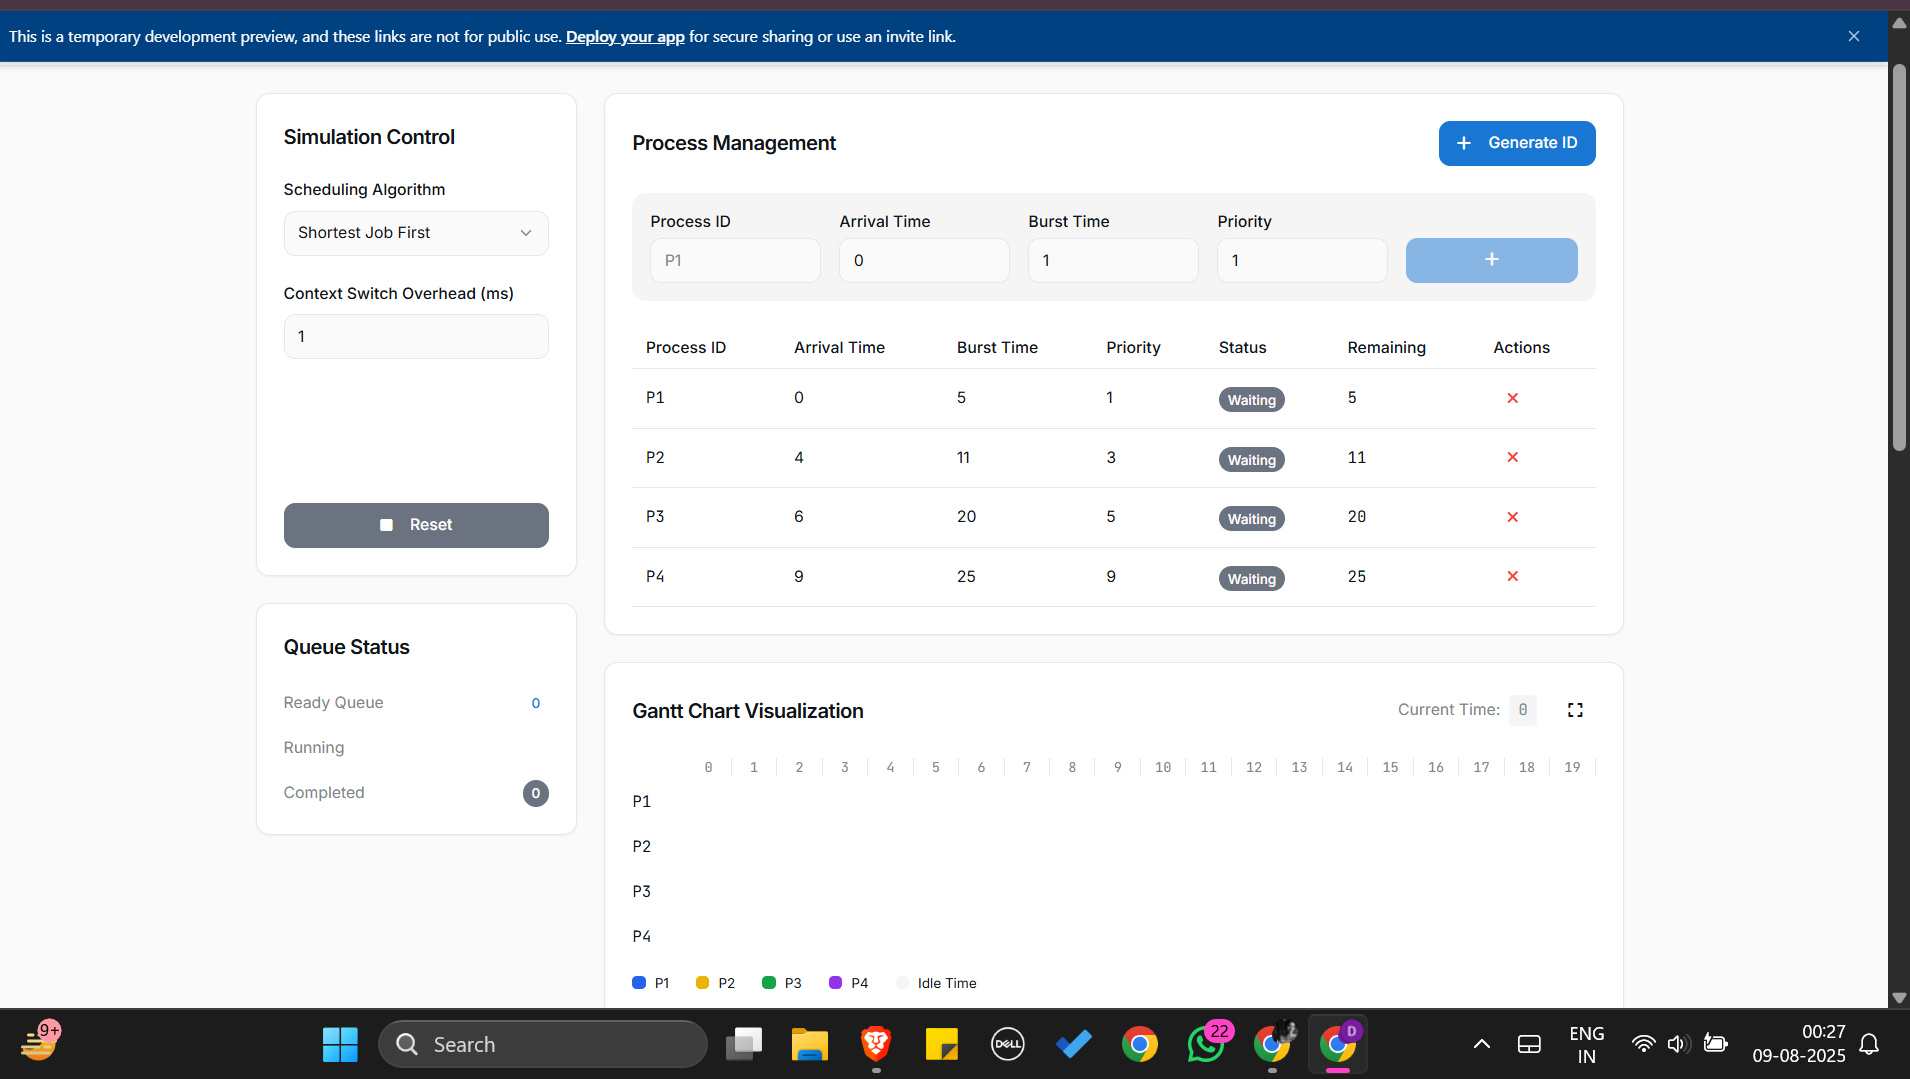 This is a temporary development preview, and these links are not for public use. Deploy your app for secure sharing or use an invite link.
Simulation Control
Scheduling Algorithm
Shortest Job First
Context Switch Overhead (ms)
1
Reset
Queue Status
Ready Queue 0
Running
Completed 0
Process Management
+ Generate ID
Process ID Arrival Time Burst Time Priority
P1 0 1 1 +
Process ID Arrival Time Burst Time Priority Status Remaining Actions
P1 0 5 1 Waiting 5
P2 4 11 3 Waiting 11
P3 6 20 5 Waiting 20
P4 9 25 9 Waiting 25
Gantt Chart Visualization
Current Time: 0
0 1 2 3 4 5 6 7 8 9 10 11 12 13 14 15 16 17 18 19
P1
P2
P3
P4
P1 P2 P3 P4 Idle Time
9+
Search
DELL
22
D
ENG
IN
00:27
09-08-2025